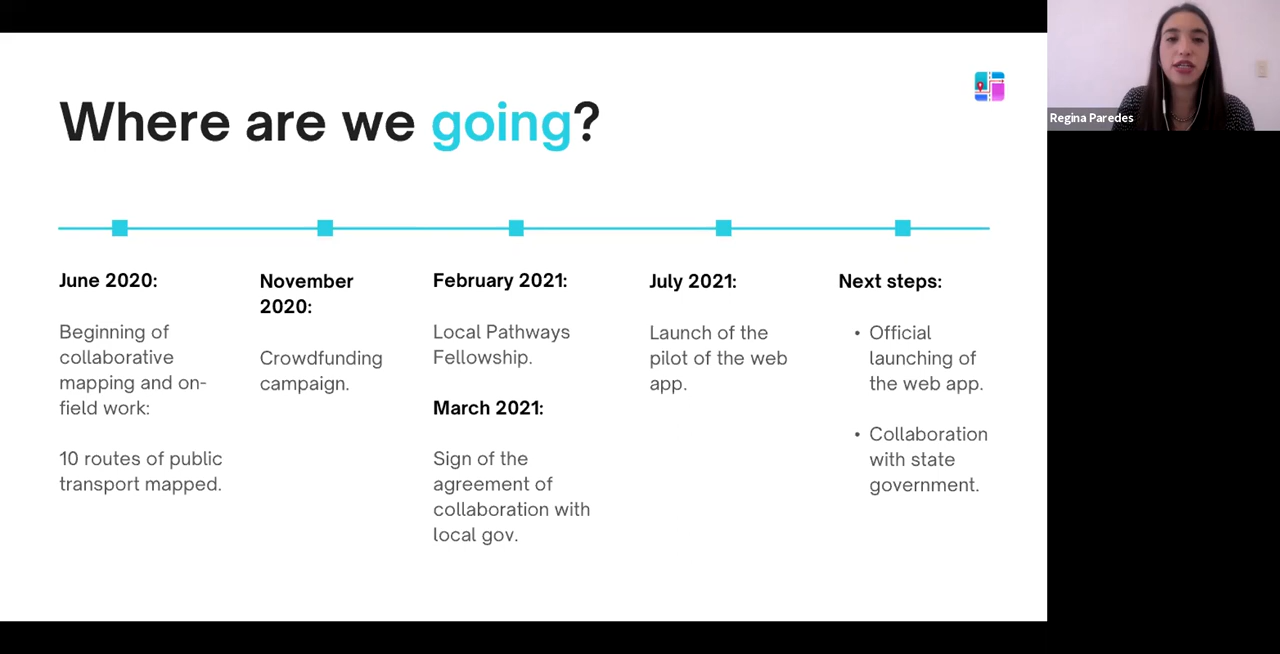 Where are we going?
Regina Paredes
June 2020:
Beginning of
collaborative
mapping and on-
field work:
10 routes of public
transport mapped.
November
2020:
Crowdfunding
campaign.
February 2021:
Local Pathways
Fellowship.
March 2021:
Sign of the
agreement of
collaboration with
local gov.
July 2021:
Launch of the
pilot of the web
app.
Next steps:
• Official
launching of
the web app.
• Collaboration
with state
government.